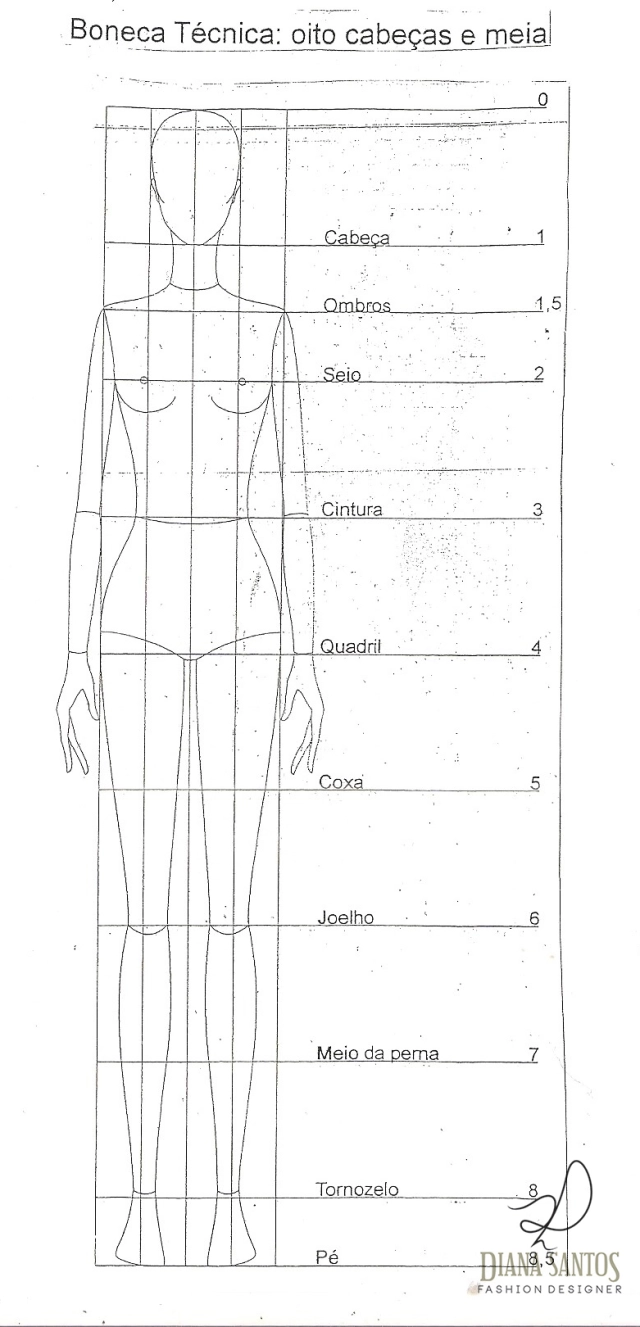 Boneca Técnica: oito cabeças e meia
0
Cabeça 1
Ombros 1,5
Seio 2
Cintura 3
Quadril 4
Coxa 5
Joelho 6
Meio da perna 7
Tornozelo 8
Pé 8,5
DIANA SANTOS
FASHION DESIGNER